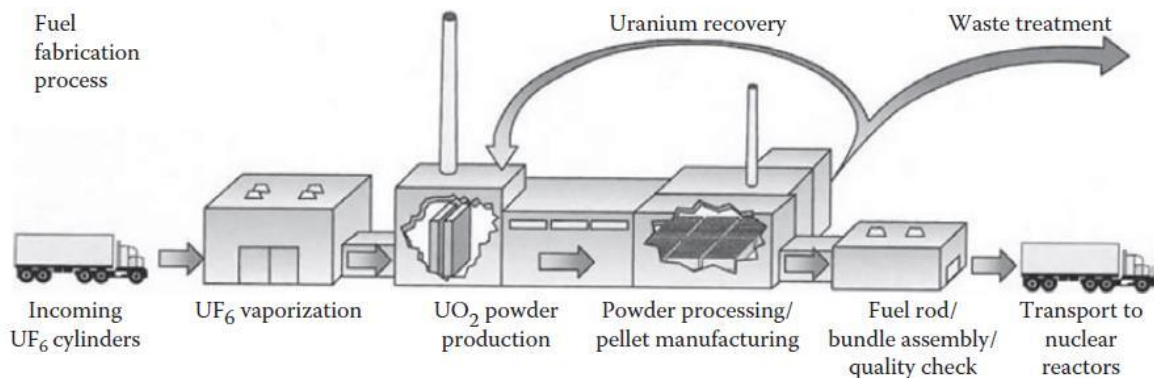 Fuel
fabrication
process
Uranium recovery
Waste treatment
Incoming
UF6 cylinders
UF6 vaporization
UO2 powder
production
Powder processing/
pellet manufacturing
Fuel rod/
bundle assembly/
quality check
Transport to
nuclear
reactors